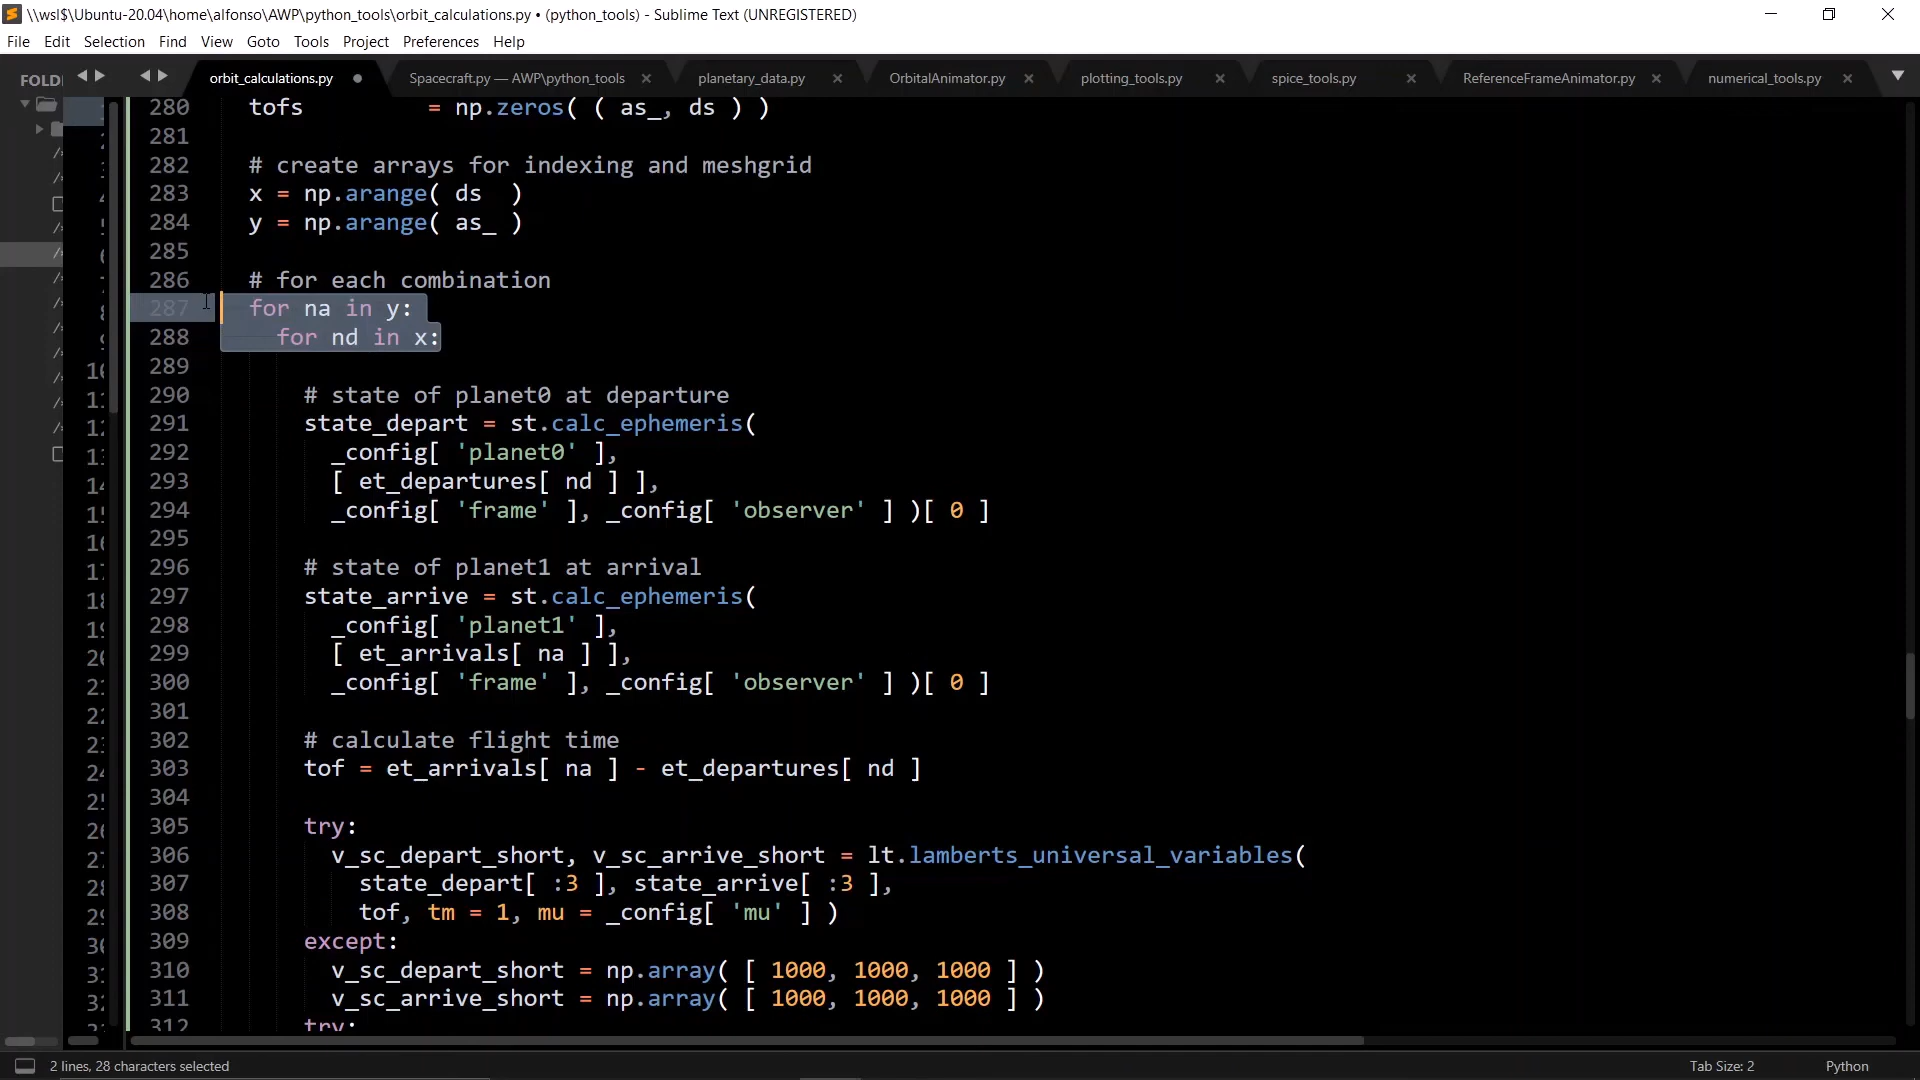 \\wsl$\Ubuntu-20.04\home\alfonso\AWP\python_tools\orbit_calculations.py • (python_tools) - Sublime Text (UNREGISTERED)
File Edit Selection Find View Goto Tools Project Preferences Help
FOLD
orbit_calculations.py
Spacecraft.py — AWP\python_tools
planetary_data.py
OrbitalAnimator.py
plotting_tools.py
spice_tools.py
ReferenceFrameAnimator.py
numerical_tools.py
280 tofs = np.zeros( ( as_, ds ) )
281
282 # create arrays for indexing and meshgrid
283 x = np.arange( ds  )
284 y = np.arange( as_ )
285
286 # for each combination
287 for na in y:
288 for nd in x:
289
290 # state of planet0 at departure
291 state_depart = st.calc_ephemeris(
292 _config[ 'planet0' ],
293 [ et_departures[ nd ] ],
294 _config[ 'frame' ], _config[ 'observer' ] )[ 0 ]
295
296 # state of planet1 at arrival
297 state_arrive = st.calc_ephemeris(
298 _config[ 'planet1' ],
299 [ et_arrivals[ na ] ],
300 _config[ 'frame' ], _config[ 'observer' ] )[ 0 ]
301
302 # calculate flight time
303 tof = et_arrivals[ na ] - et_departures[ nd ]
304
305 try:
306 v_sc_depart_short, v_sc_arrive_short = lt.lamberts_universal_variables(
307 state_depart[ :3 ], state_arrive[ :3 ],
308 tof, tm = 1, mu = _config[ 'mu' ] )
309 except:
310 v_sc_depart_short = np.array( [ 1000, 1000, 1000 ] )
311 v_sc_arrive_short = np.array( [ 1000, 1000, 1000 ] )
312 try:
2 lines, 28 characters selected
Tab Size: 2
Python